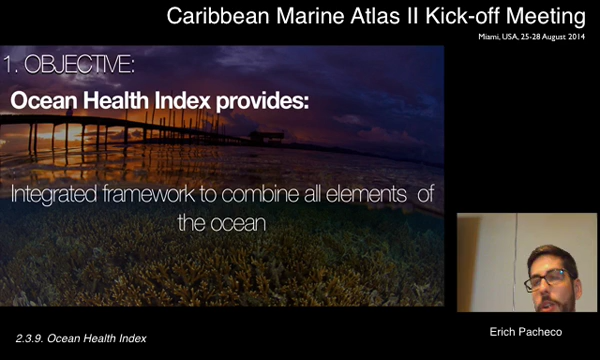 Caribbean Marine Atlas II Kick-off Meeting
Miami, USA, 25-28 August 2014
1. OBJECTIVE:
Ocean Health Index provides:
Integrated framework to combine all elements of
the ocean
Erich Pacheco
2.3.9. Ocean Health Index